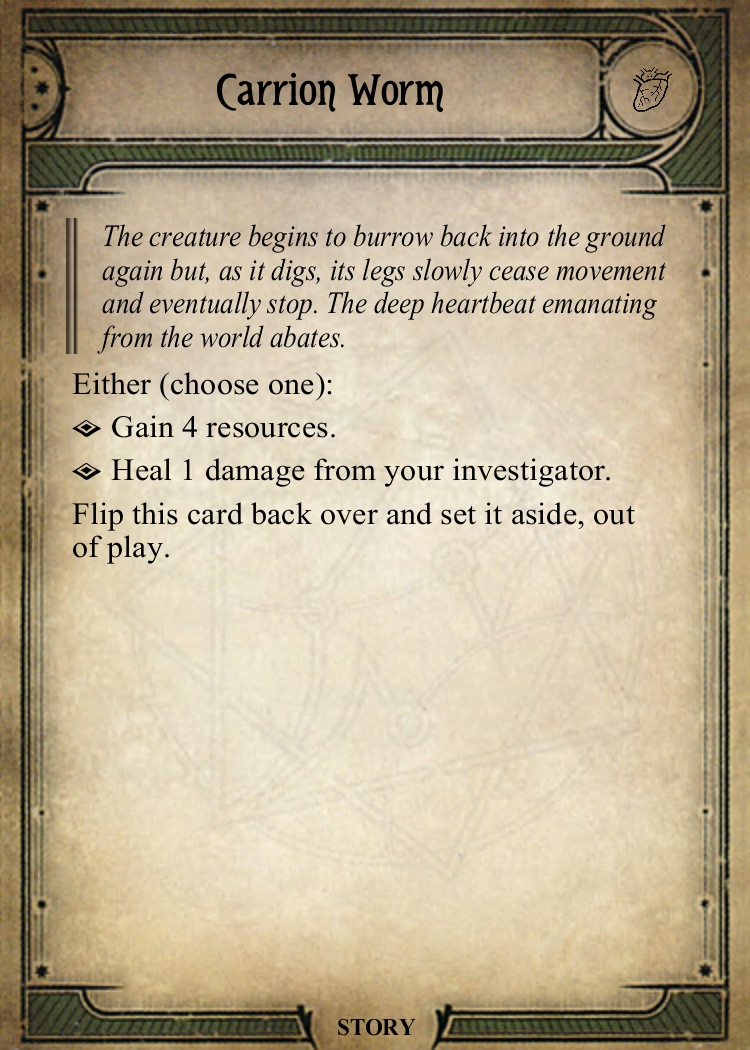 Carrion Worm
The creature begins to burrow back into the ground
again but, as it digs, its legs slowly cease movement
and eventually stop. The deep heartbeat emanating
from the world abates.
Either (choose one):
Gain 4 resources.
Heal 1 damage from your investigator.
Flip this card back over and set it aside, out
of play.
STORY